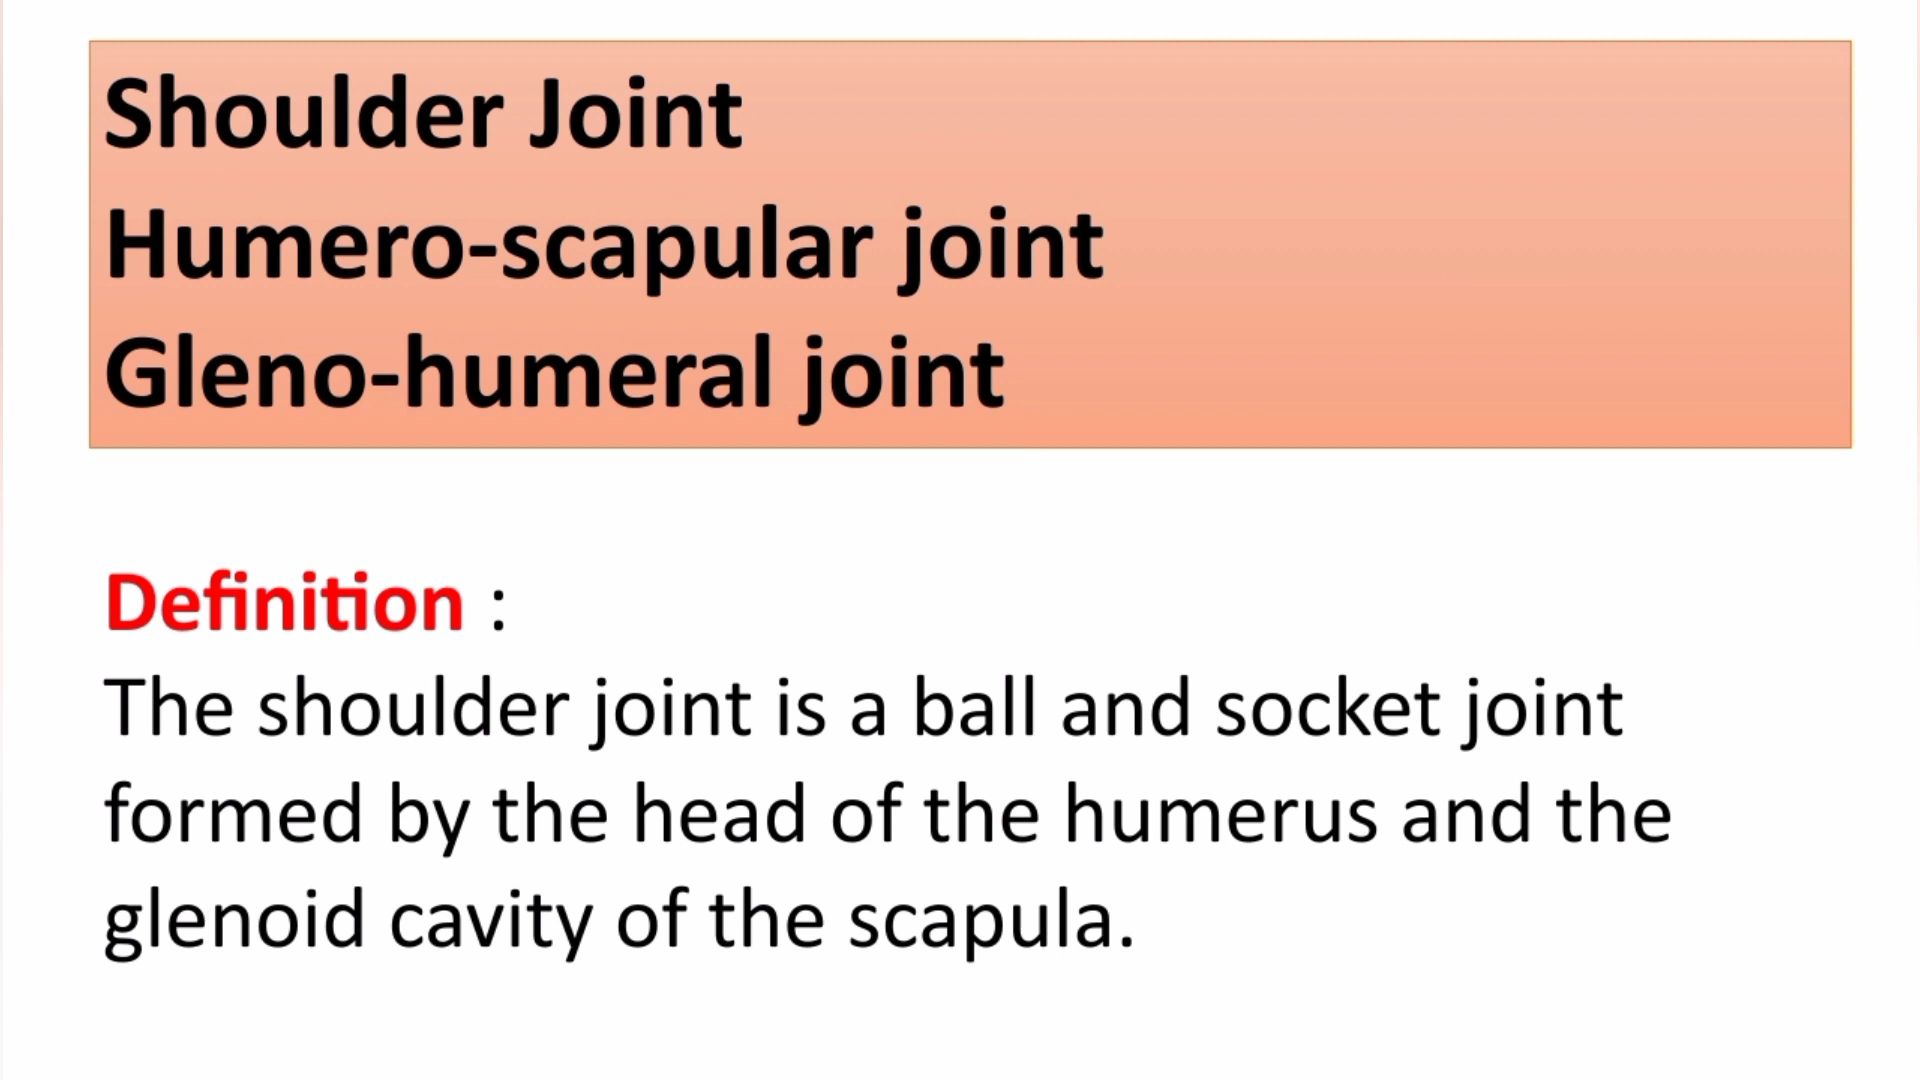 Shoulder Joint
Humero-scapular joint
Gleno-humeral joint
Definition :
The shoulder joint is a ball and socket joint
formed by the head of the humerus and the
glenoid cavity of the scapula.